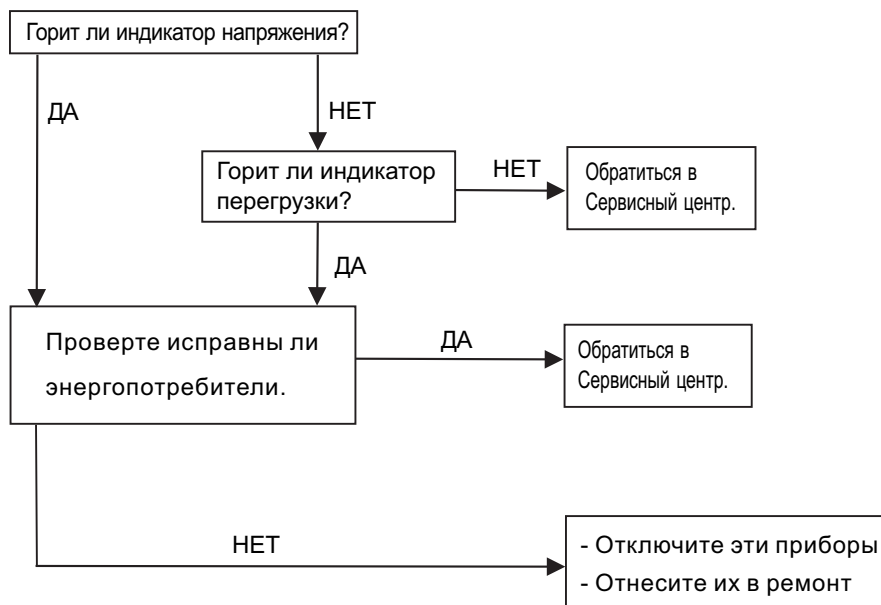 Горит ли индикатор напряжения?
ДА
НЕТ
Горит ли индикатор
перегрузки?
НЕТ
Обратиться в
Сервисный центр.
ДА
Проверте исправны ли
энергопотребители.
ДА
Обратиться в
Сервисный центр.
НЕТ
- Отключите эти приборы
- Отнесите их в ремонт